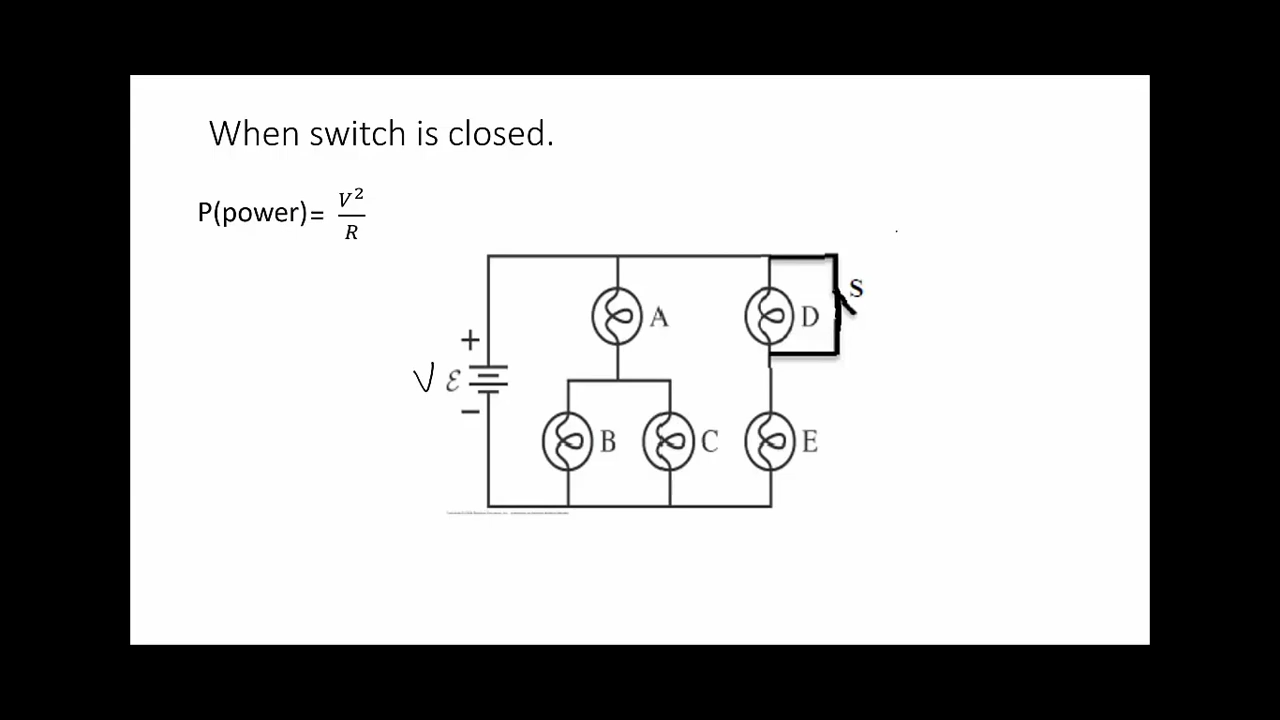 When switch is closed.
P(power)= V²/R
S
A
D
+
V ℰ
−
B
C
E